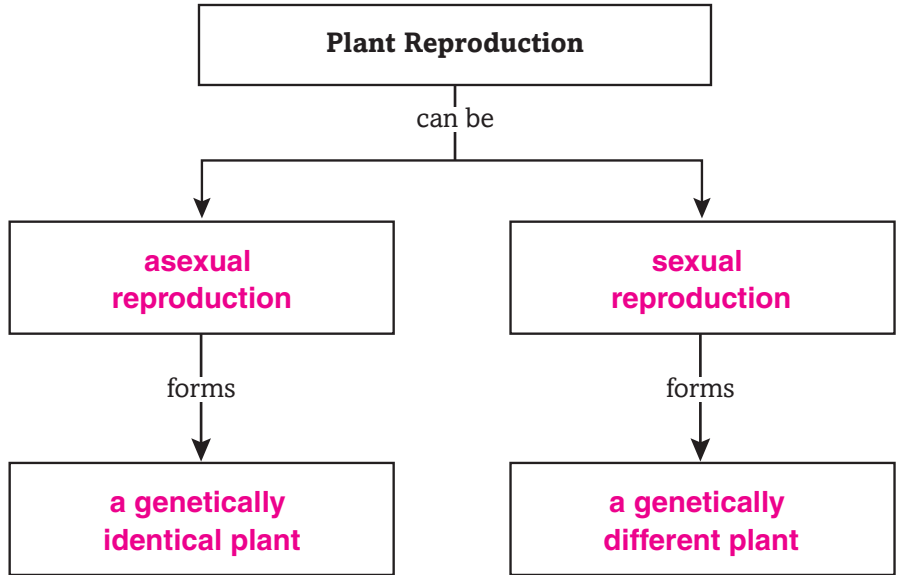 Plant Reproduction
can be
asexual
reproduction
sexual
reproduction
forms
forms
a genetically
identical plant
a genetically
different plant